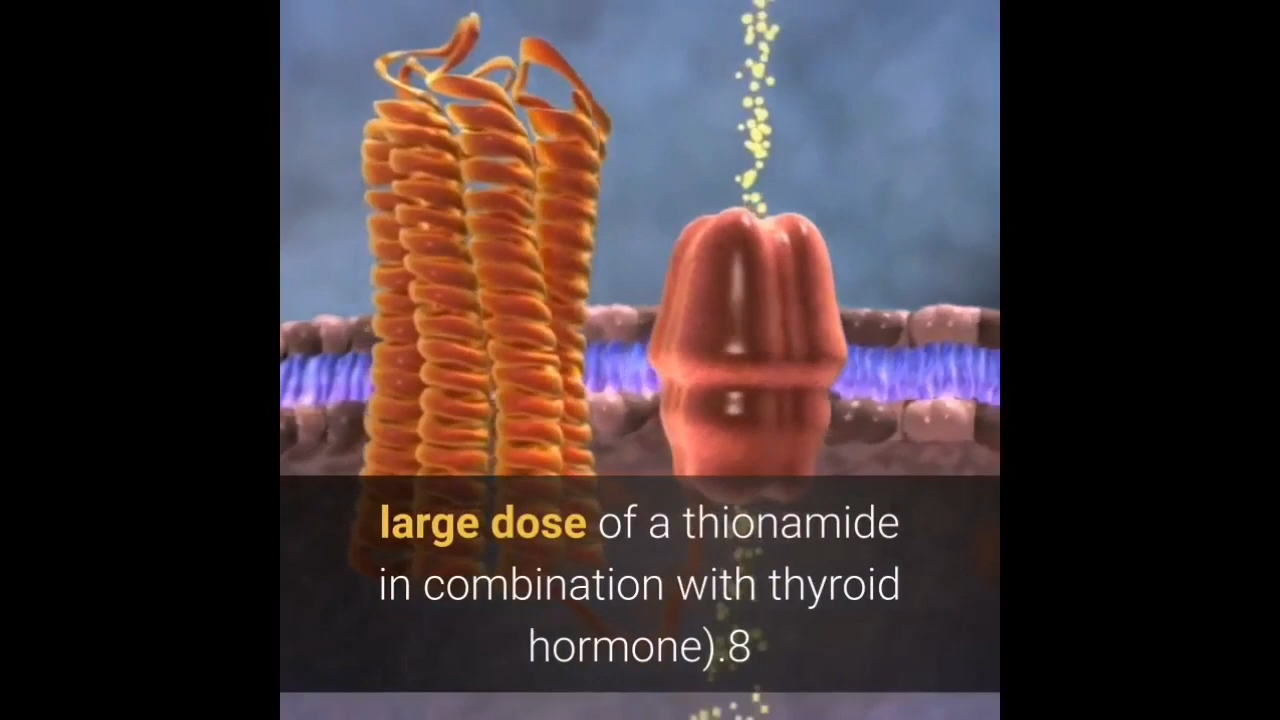 large dose of a thionamide
in combination with thyroid
hormone).8